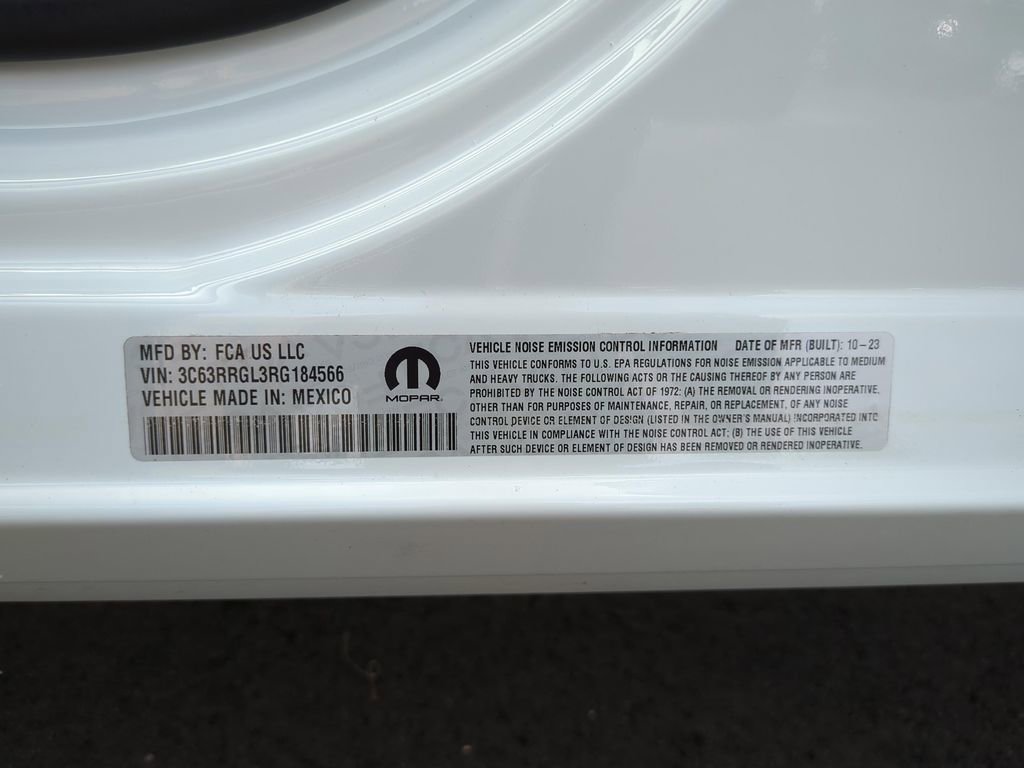 MFD BY: FCA US LLC
VIN: 3C63RRGL3RG184566
VEHICLE MADE IN: MEXICO
MOPAR
VEHICLE NOISE EMISSION CONTROL INFORMATION DATE OF MFR (BUILT): 10-23
THIS VEHICLE CONFORMS TO U.S. EPA REGULATIONS FOR NOISE EMISSION APPLICABLE TO MEDIUM
AND HEAVY TRUCKS. THE FOLLOWING ACTS OR THE CAUSING THEREOF BY ANY PERSON ARE
PROHIBITED BY THE NOISE CONTROL ACT OF 1972: (A) THE REMOVAL OR RENDERING INOPERATIVE,
OTHER THAN FOR PURPOSES OF MAINTENANCE, REPAIR, OR REPLACEMENT, OF ANY NOISE
CONTROL DEVICE OR ELEMENT OF DESIGN (LISTED IN THE OWNER'S MANUAL) INCORPORATED INTO
THIS VEHICLE IN COMPLIANCE WITH THE NOISE CONTROL ACT; (B) THE USE OF THIS VEHICLE
AFTER SUCH DEVICE OR ELEMENT OF DESIGN HAS BEEN REMOVED OR RENDERED INOPERATIVE.